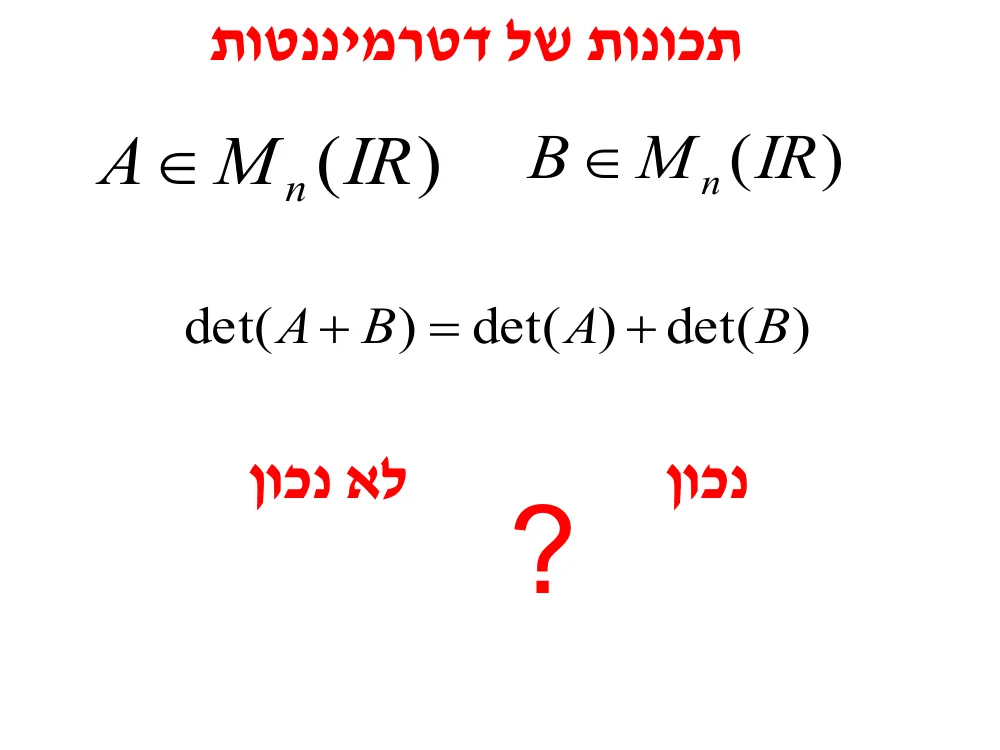 תכונות של דטרמיננטות
A ∈ M_n(IR) B ∈ M_n(IR)
det(A + B) = det(A) + det(B)
נכון לא נכון
?